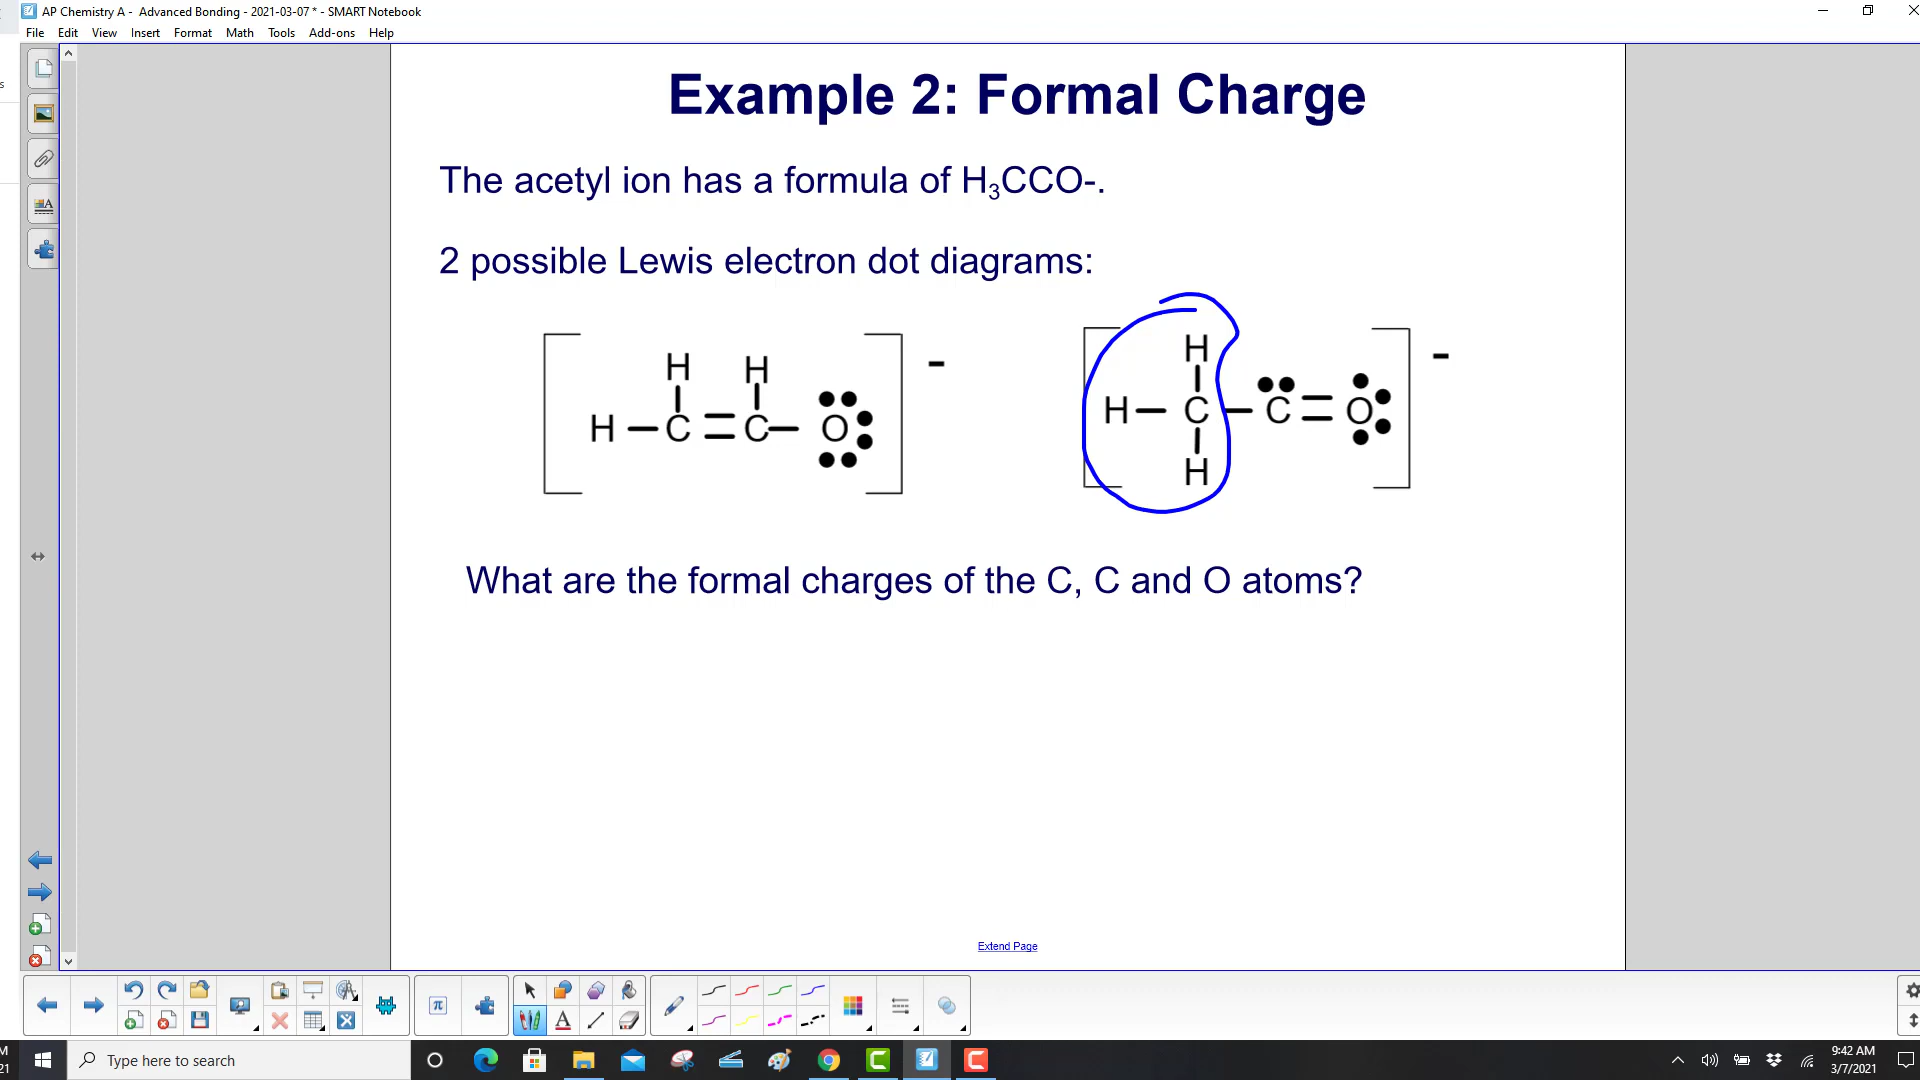 AP Chemistry A -  Advanced Bonding - 2021-03-07 * - SMART Notebook
File Edit View Insert Format Math Tools Add-ons Help
Example 2: Formal Charge
The acetyl ion has a formula of H₃CCO-.
2 possible Lewis electron dot diagrams:
H H -
H C C O
H -
H C C O
H
What are the formal charges of the C, C and O atoms?
Extend Page
π
A
Type here to search
9:42 AM
3/7/2021